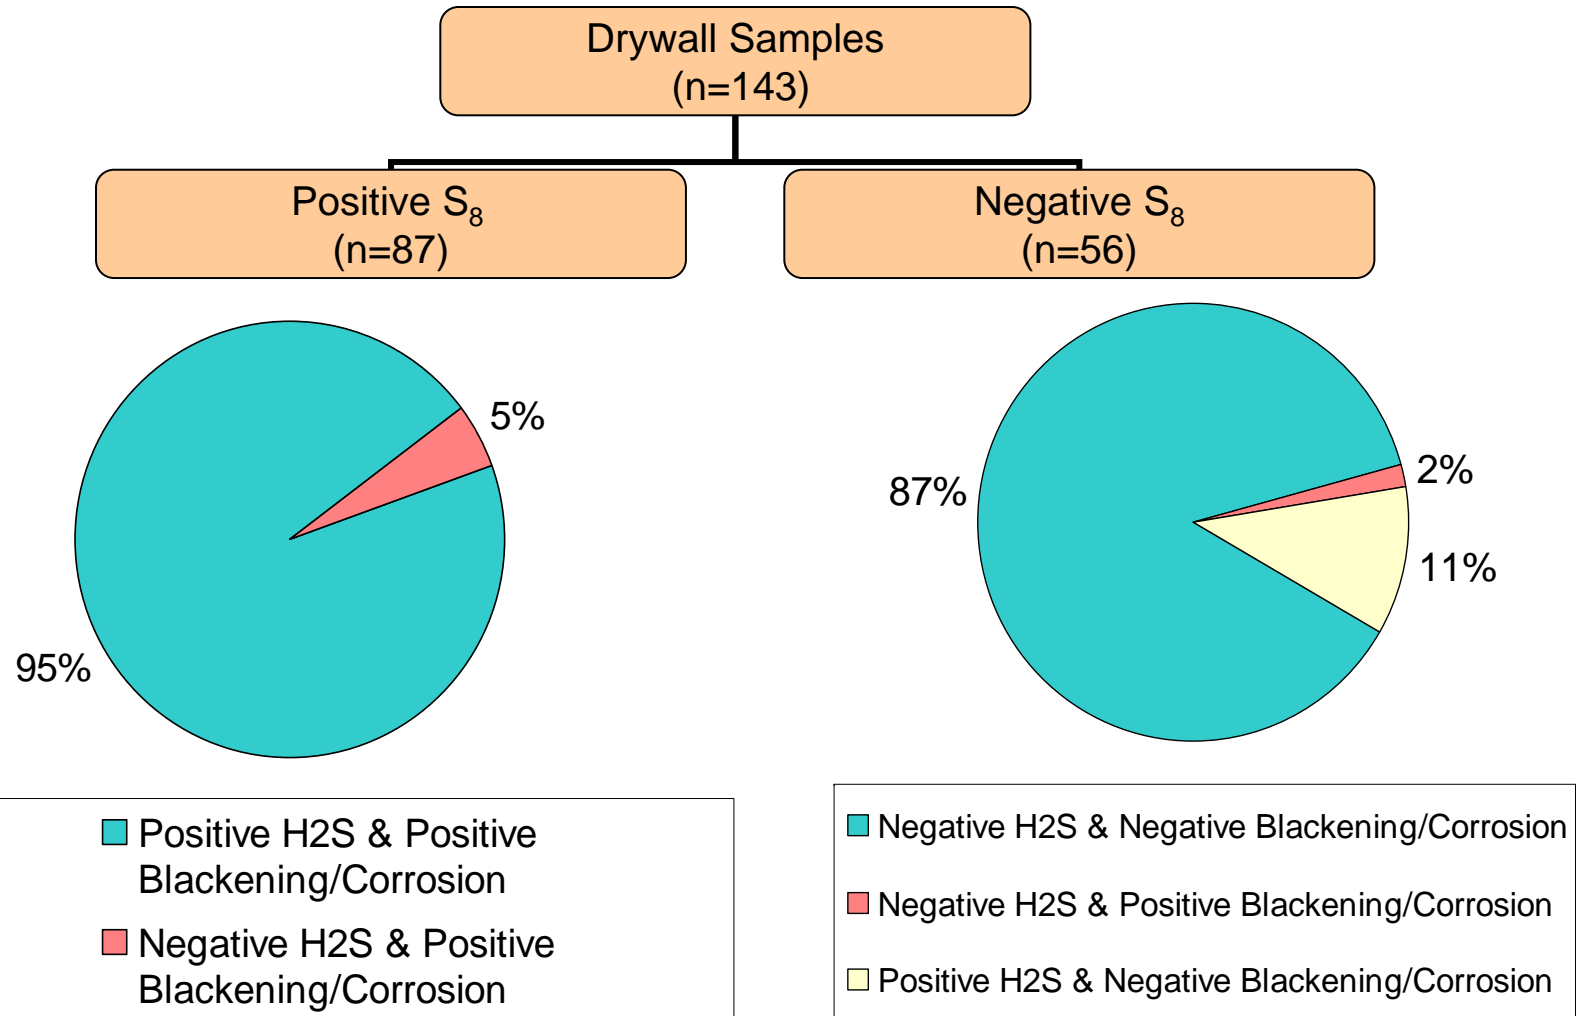 Drywall Samples
(n=143)
Positive S₈
(n=87)
Negative S₈
(n=56)
5%
95%
87%
2%
11%
Positive H2S & Positive
Blackening/Corrosion
Negative H2S & Positive
Blackening/Corrosion
Negative H2S & Negative Blackening/Corrosion
Negative H2S & Positive Blackening/Corrosion
Positive H2S & Negative Blackening/Corrosion